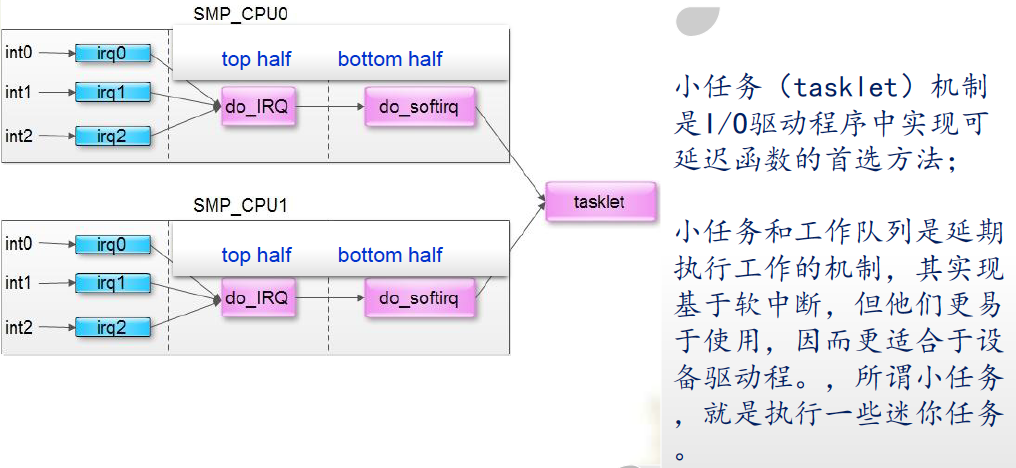 SMP_CPU0
top half bottom half
int0 irq0
int1 irq1
int2 irq2
do_IRQ do_softirq
tasklet
SMP_CPU1
top half bottom half
int0 irq0
int1 irq1
int2 irq2
do_IRQ do_softirq
小任务（tasklet）机制
是I/O驱动程序中实现可
延迟函数的首选方法；
小任务和工作队列是延期
执行工作的机制，其实现
基于软中断，但他们更易
于使用，因而更适合于设
备驱动程。，所谓小任务
，就是执行一些迷你任务
。